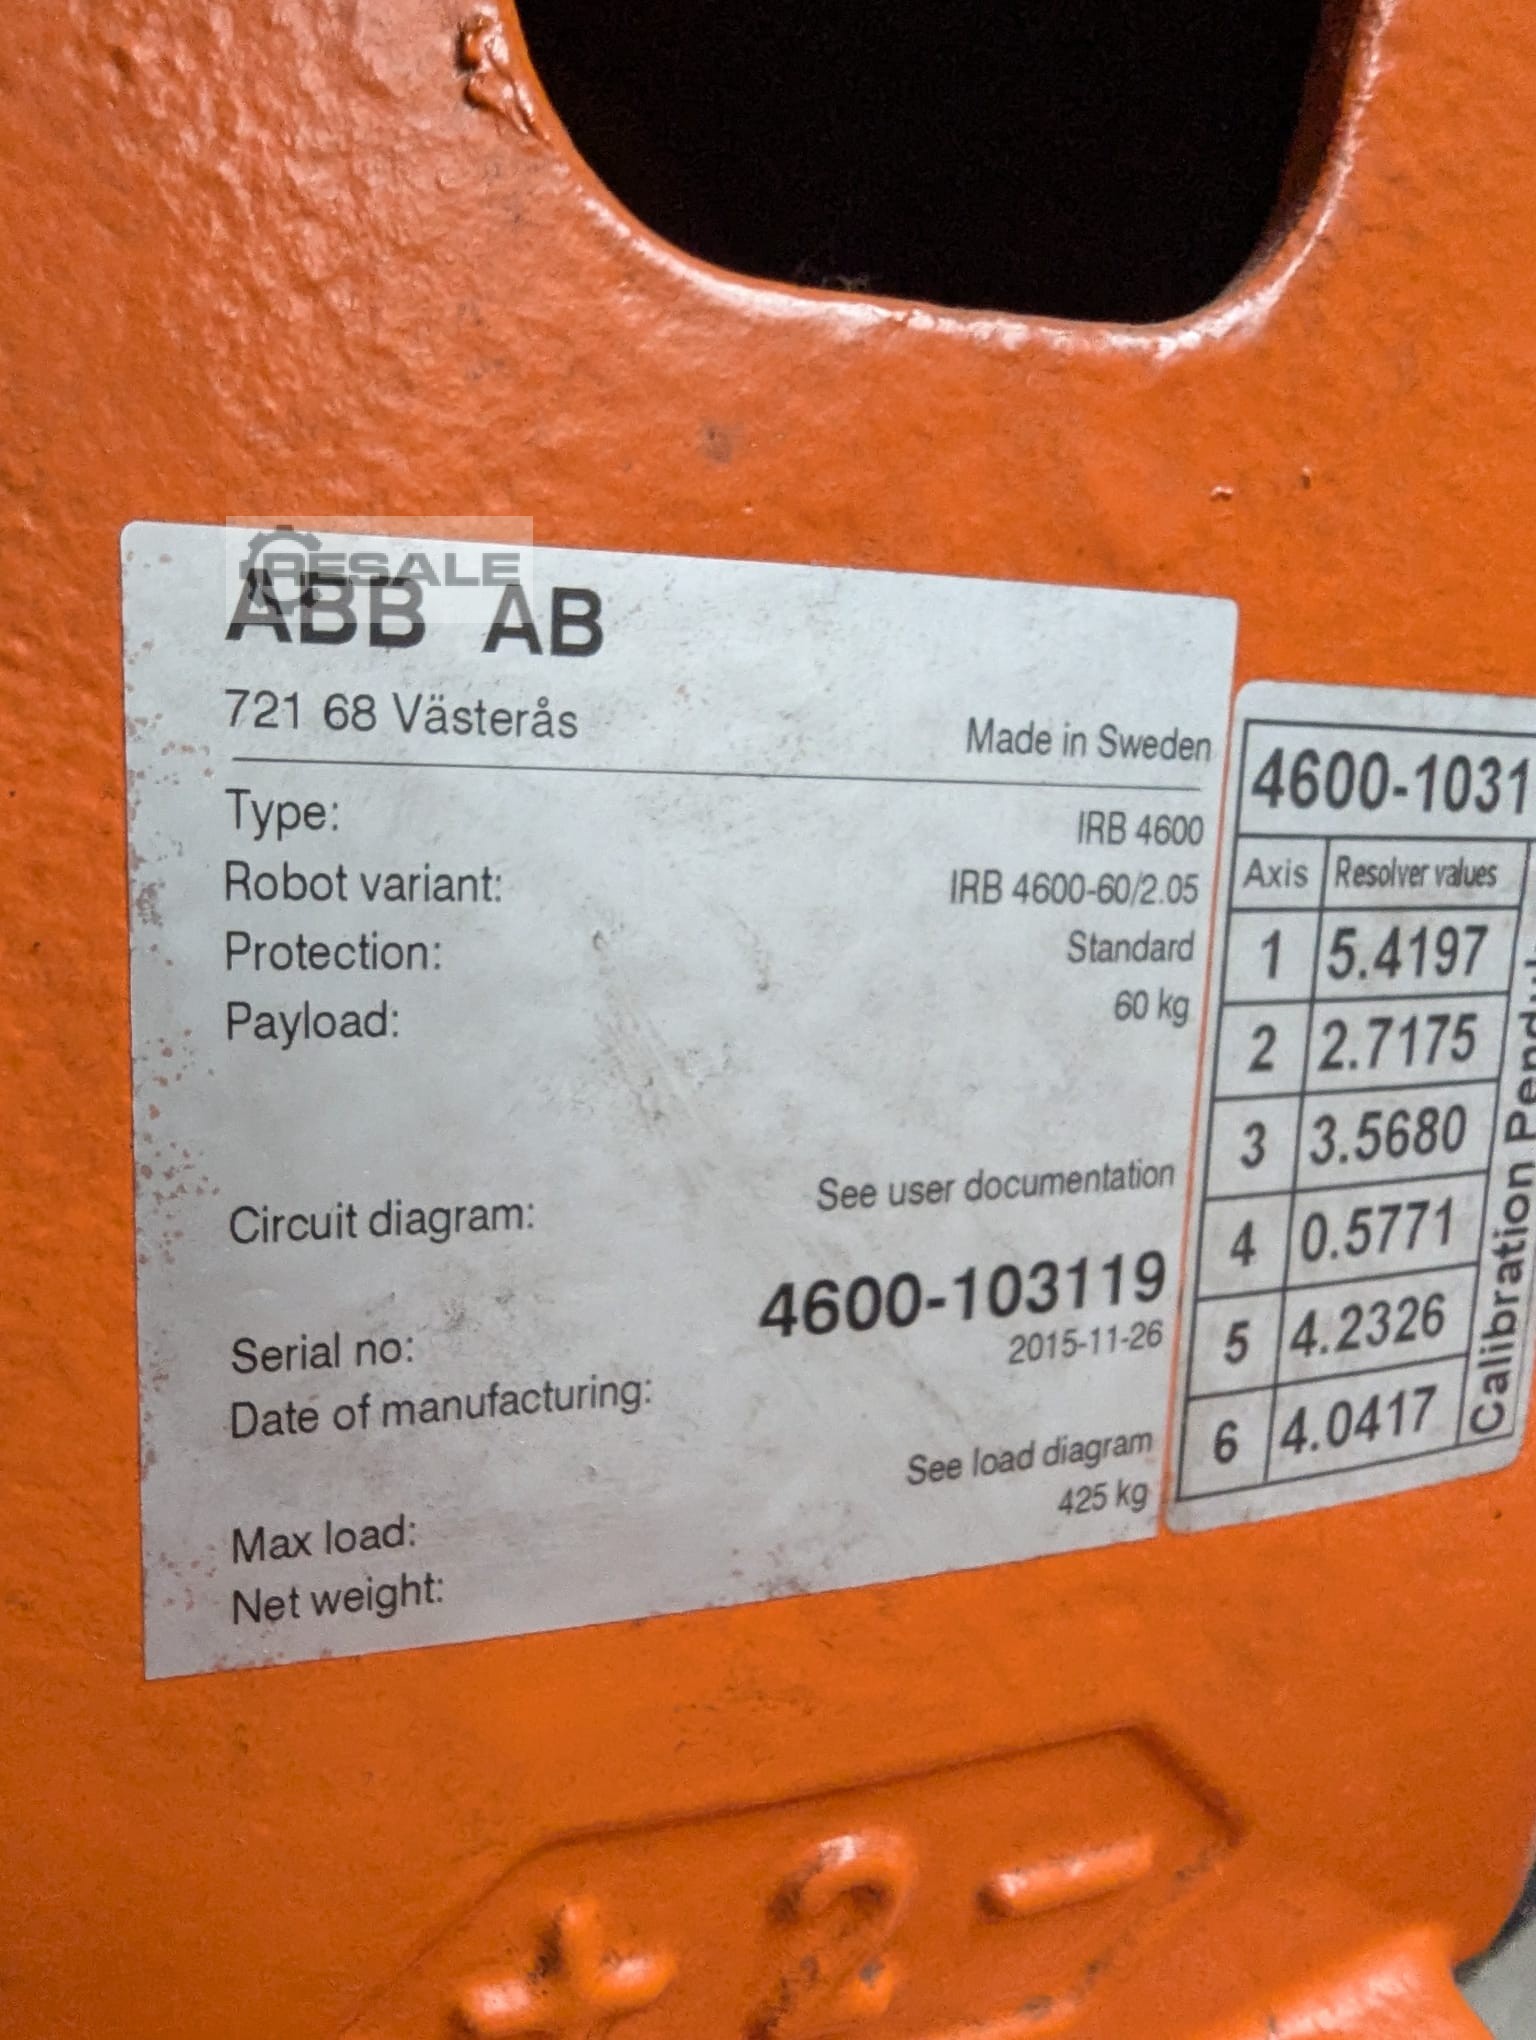 RESALE
ABB AB
721 68 Västerås
Made in Sweden
Type: IRB 4600
Robot variant: IRB 4600-60/2.05
Protection: Standard
Payload: 60 kg
Circuit diagram: See user documentation
Serial no: 4600-103119
Date of manufacturing: 2015-11-26
Max load: See load diagram
Net weight: 425 kg
4600-1031
Axis Resolver values
1 5.4197
2 2.7175
3 3.5680
4 0.5771
5 4.2326
6 4.0417
Calibration
+ 2 -